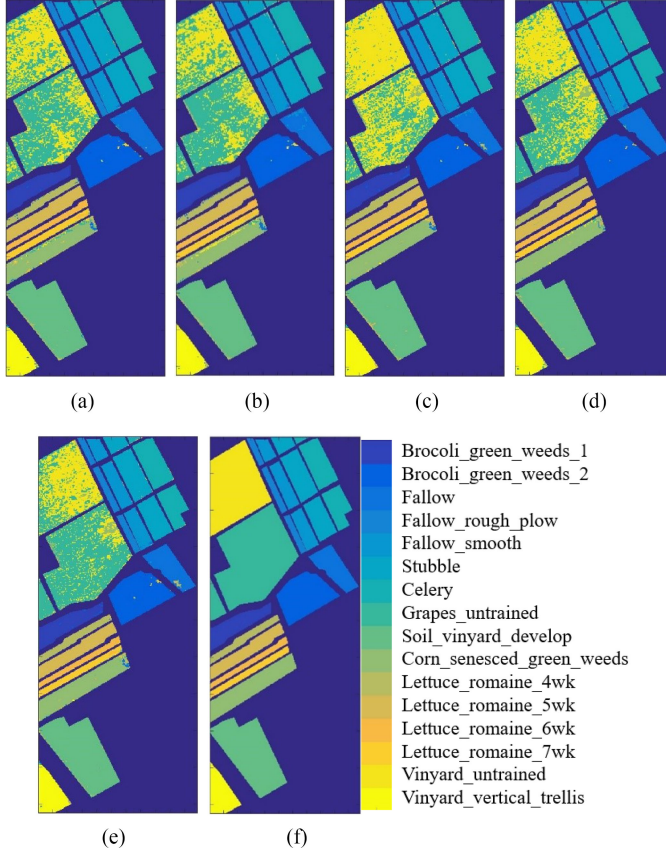 (a) (b) (c) (d)
Brocoli_green_weeds_1
Brocoli_green_weeds_2
Fallow
Fallow_rough_plow
Fallow_smooth
Stubble
Celery
Grapes_untrained
Soil_vinyard_develop
Corn_senesced_green_weeds
Lettuce_romaine_4wk
Lettuce_romaine_5wk
Lettuce_romaine_6wk
Lettuce_romaine_7wk
Vinyard_untrained
Vinyard_vertical_trellis
(e) (f)